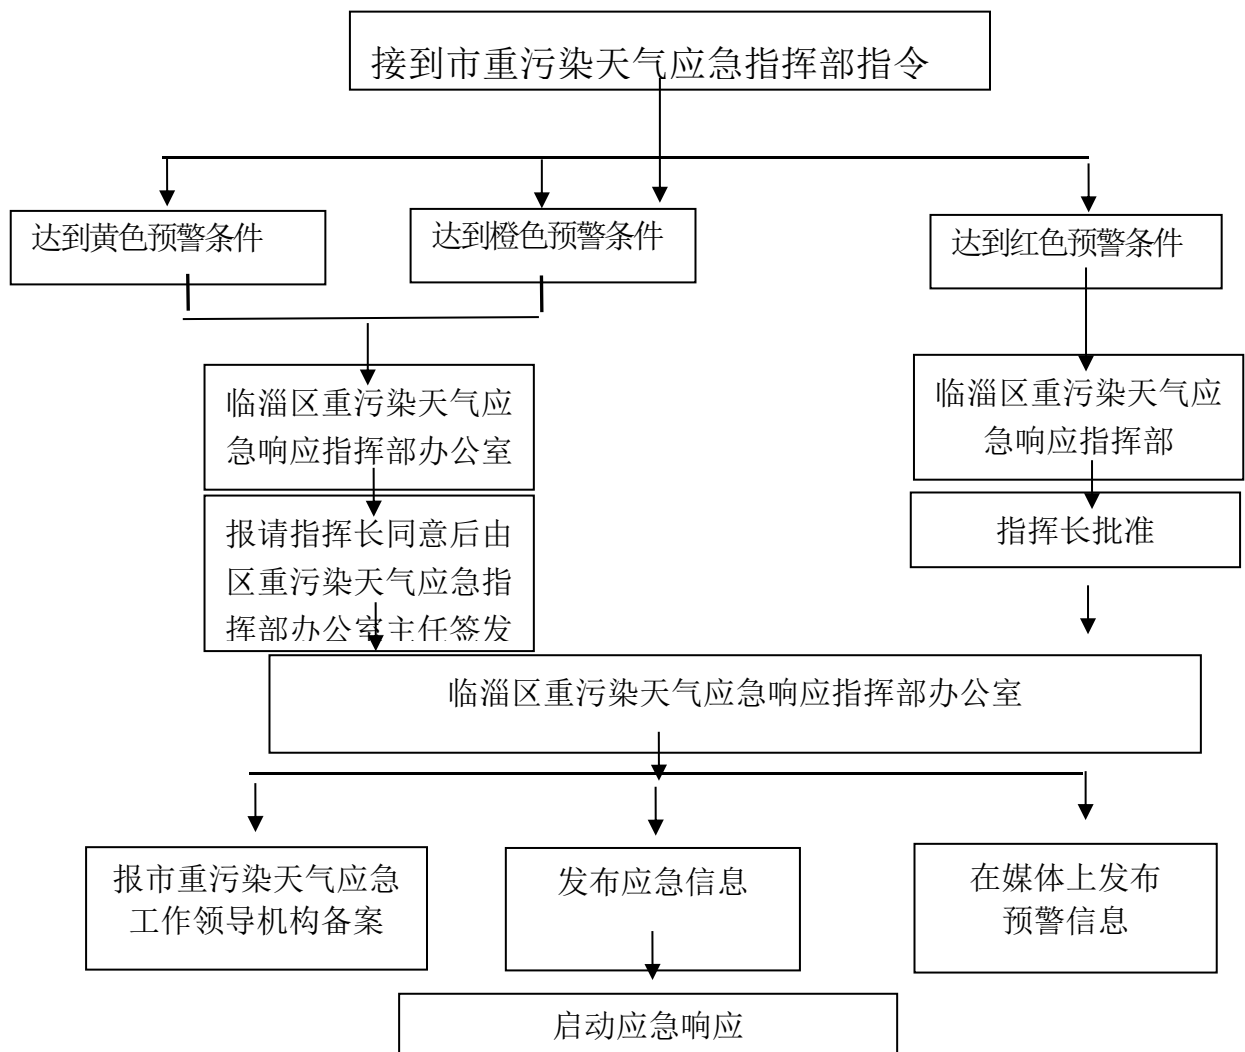 接到市重污染天气应急指挥部指令
达到黄色预警条件
达到橙色预警条件
达到红色预警条件
临淄区重污染天气应
急响应指挥部办公室
临淄区重污染天气应
急响应指挥部
报请指挥长同意后由
区重污染天气应急指
挥部办公室主任签发
指挥长批准
临淄区重污染天气应急响应指挥部办公室
报市重污染天气应急
工作领导机构备案
发布应急信息
在媒体上发布
预警信息
启动应急响应